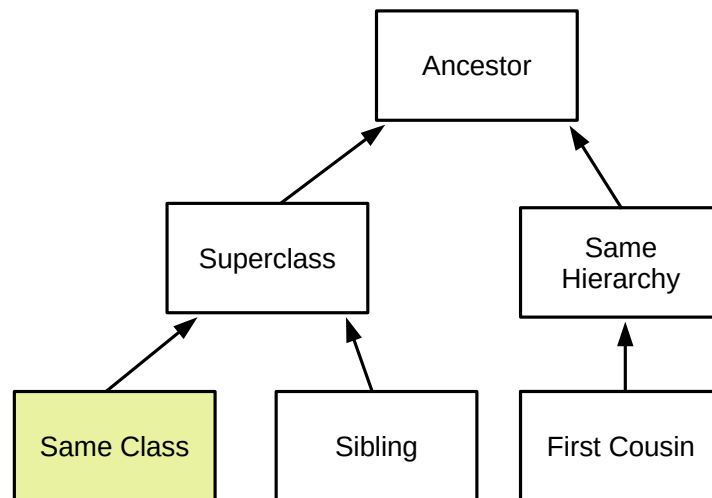 Ancestor
Superclass
Same
Hierarchy
Same Class
Sibling
First Cousin